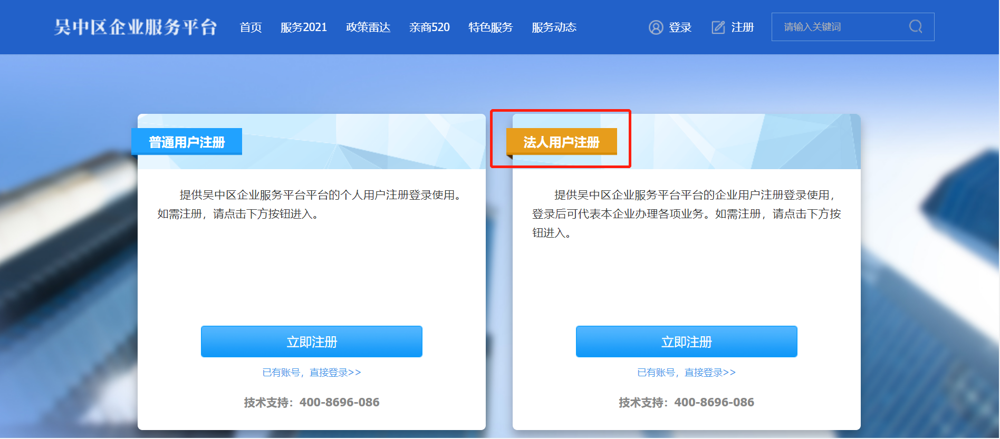 吴中区企业服务平台 首页 服务2021 政策雷达 亲商520 特色服务 服务动态 登录 注册 请输入关键词
普通用户注册
提供吴中区企业服务平台平台的个人用户注册登录使用。
如需注册，请点击下方按钮进入。
立即注册
已有账号，直接登录>>
技术支持：400-8696-086
法人用户注册
提供吴中区企业服务平台平台的企业用户注册登录使用，
登录后可代表本企业办理各项业务。如需注册，请点击下方按
钮进入。
立即注册
已有账号，直接登录>>
技术支持：400-8696-086